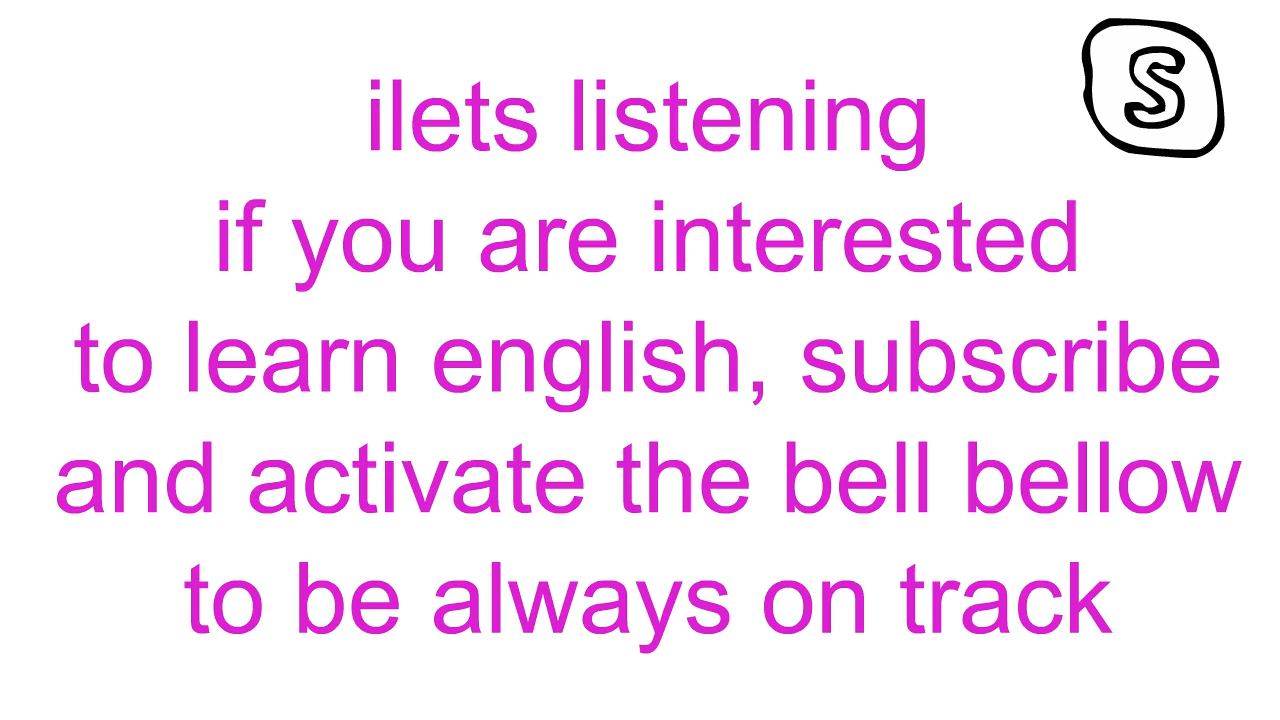 S
ilets listening
if you are interested
to learn english, subscribe
and activate the bell bellow
to be always on track